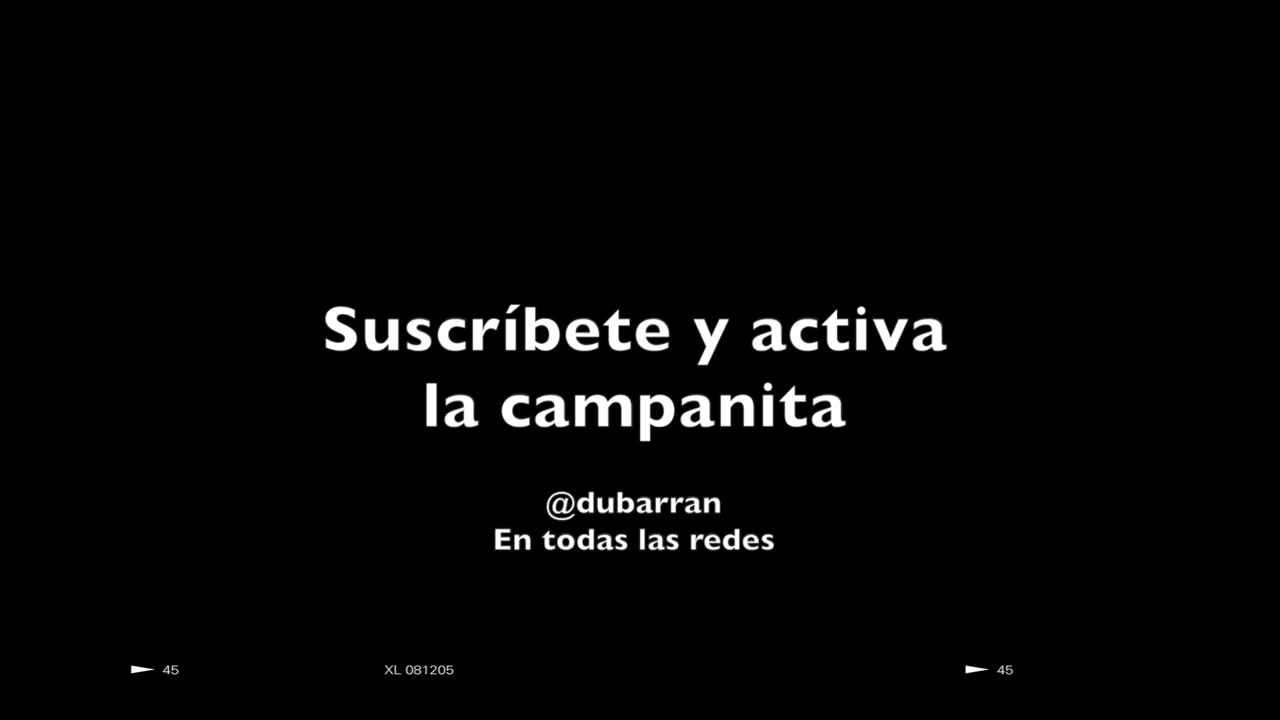 Suscríbete y activa
la campanita
@dubarran
En todas las redes
45 XL 081205 45